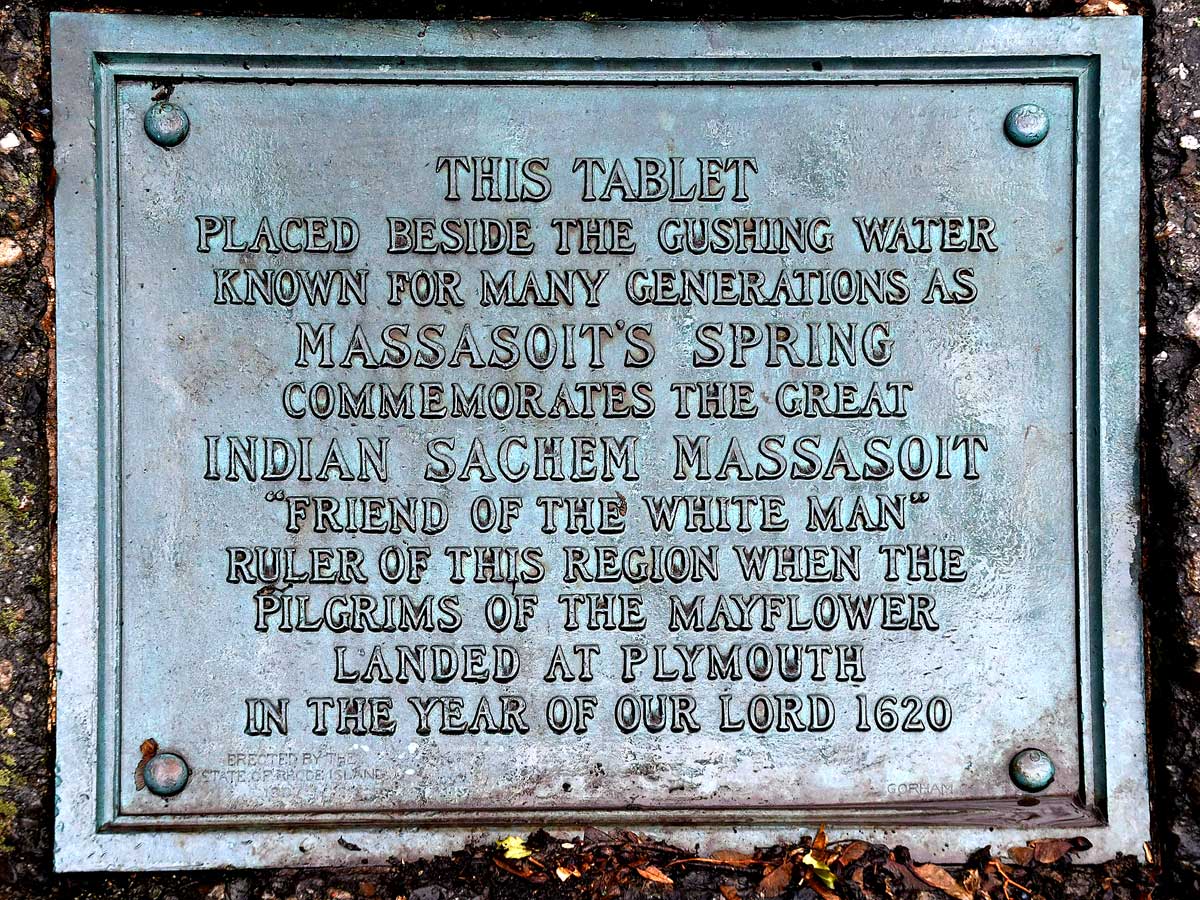 THIS TABLET
PLACED BESIDE THE GUSHING WATER
KNOWN FOR MANY GENERATIONS AS
MASSASOIT'S SPRING
COMMEMORATES THE GREAT
INDIAN SACHEM MASSASOIT
“FRIEND OF THE WHITE MAN”
RULER OF THIS REGION WHEN THE
PILGRIMS OF THE MAYFLOWER
LANDED AT PLYMOUTH
IN THE YEAR OF OUR LORD 1620
ERECTED BY THE
STATE OF RHODE ISLAND
GORHAM